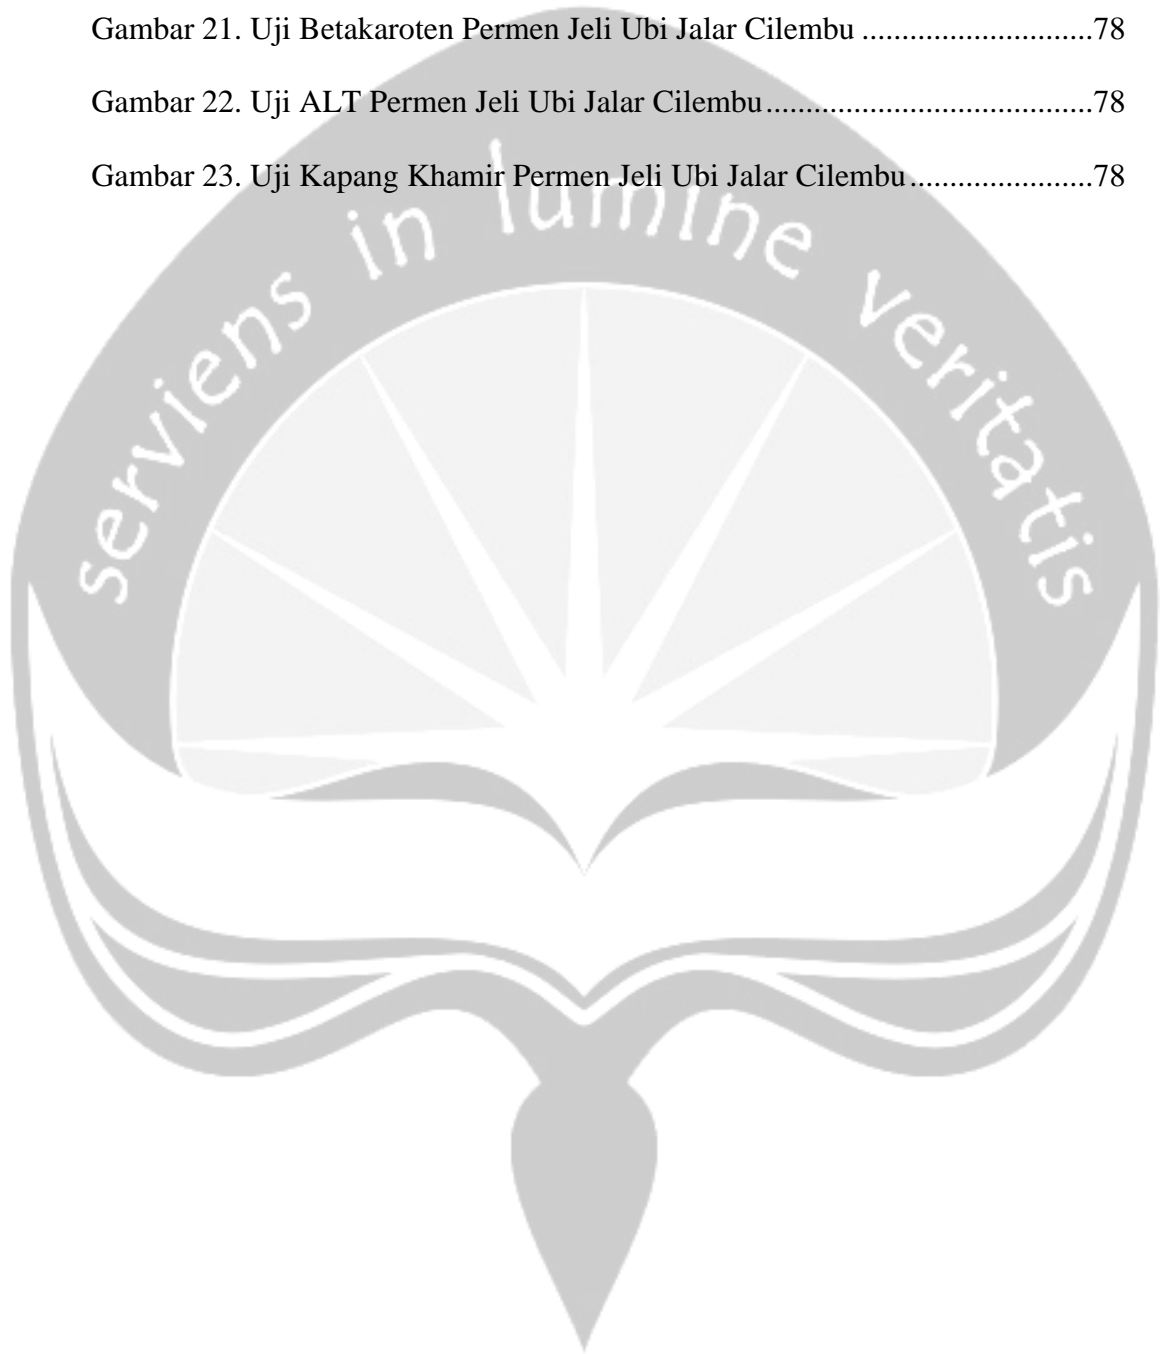 Gambar 21. Uji Betakaroten Permen Jeli Ubi Jalar Cilembu .............................78
Gambar 22. Uji ALT Permen Jeli Ubi Jalar Cilembu.........................................78
Gambar 23. Uji Kapang Khamir Permen Jeli Ubi Jalar Cilembu.......................78
serviens in lumine veritatis